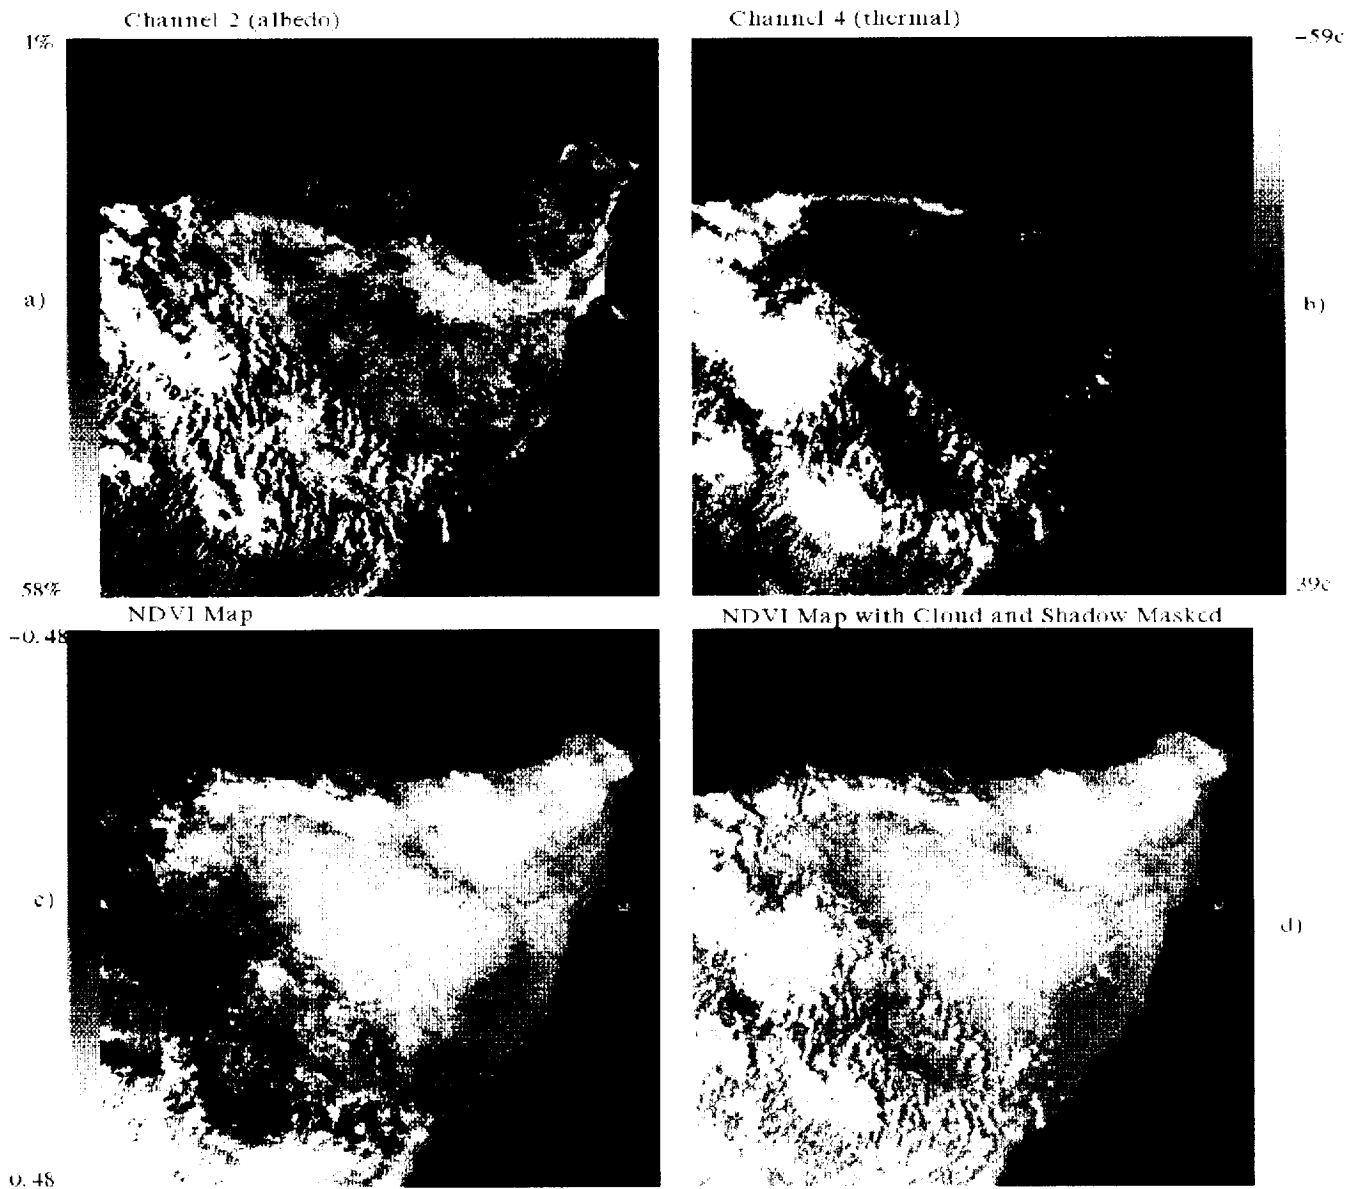 Channel 2 (albedo)
Channel 4 (thermal)
1%
-59c
a)
b)
58%
39c
NDVI Map
NDVI Map with Cloud and Shadow Masked
-0.48
c)
d)
0.48